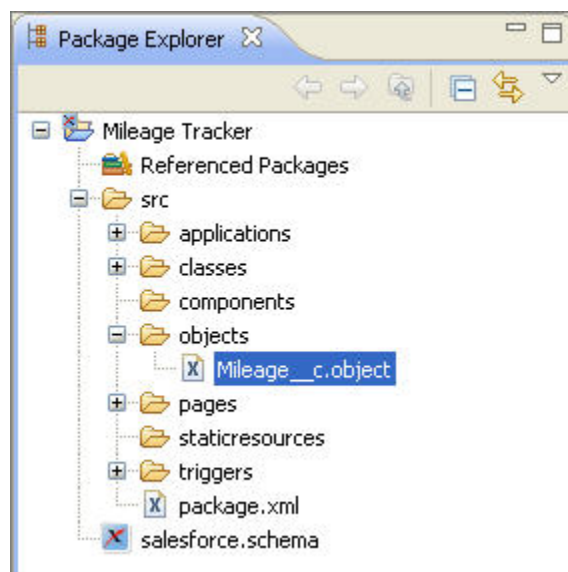 Package Explorer
Mileage Tracker
Referenced Packages
src
applications
classes
components
objects
Mileage__c.object
pages
staticresources
triggers
package.xml
salesforce.schema